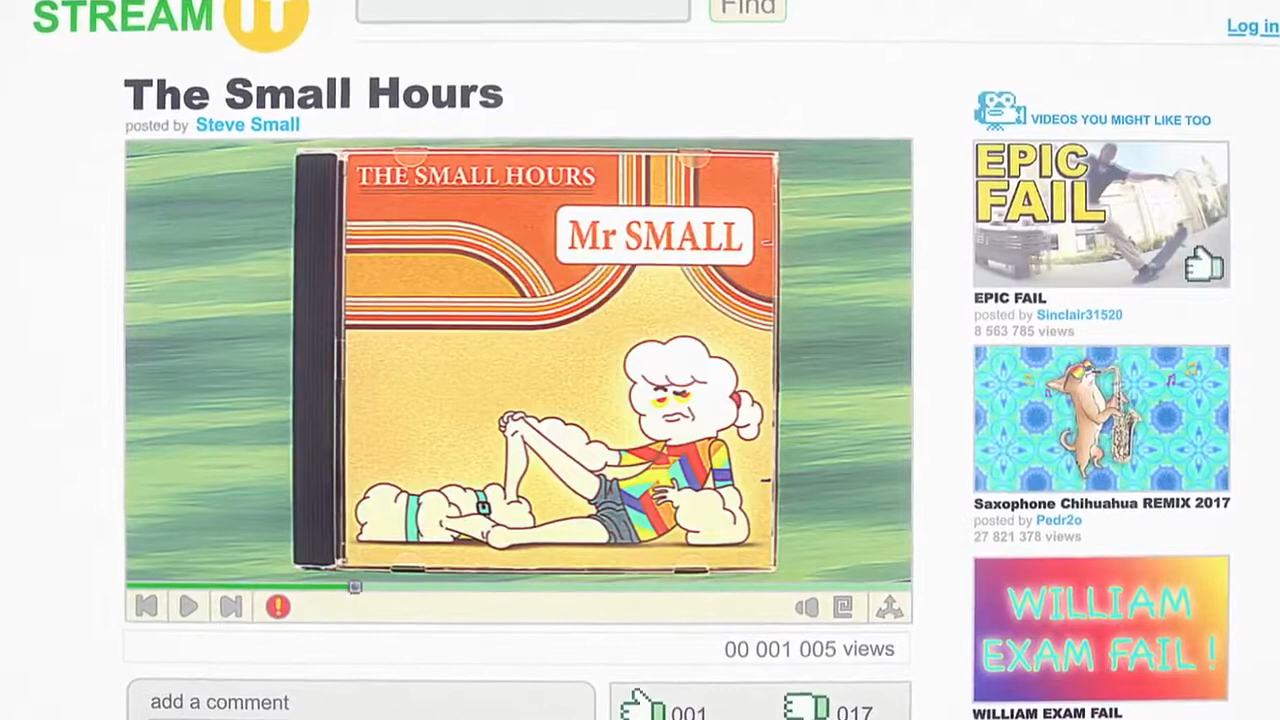 STREAM IT
Find
Log in
The Small Hours
posted by Steve Small
THE SMALL HOURS
Mr SMALL
00 001 005 views
add a comment
001
017
VIDEOS YOU MIGHT LIKE TOO
EPIC
FAIL
EPIC FAIL
posted by Sinclair31520
8 563 785 views
Saxophone Chihuahua REMIX 2017
posted by Pedr2o
27 821 378 views
WILLIAM
EXAM FAIL !
WILLIAM EXAM FAIL